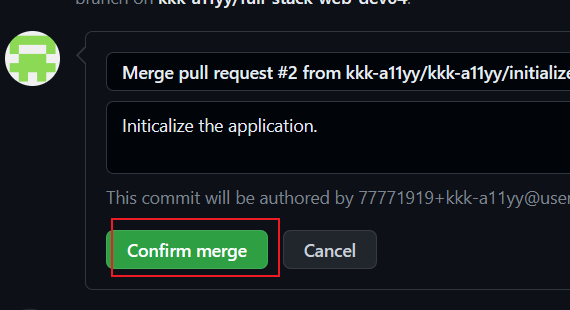 branch on kkk-a11yy/full-stack-web-dev04.
Merge pull request #2 from kkk-a11yy/kkk-a11yy/initialize
Initicalize the application.
This commit will be authored by 77771919+kkk-a11yy@user
Confirm merge
Cancel